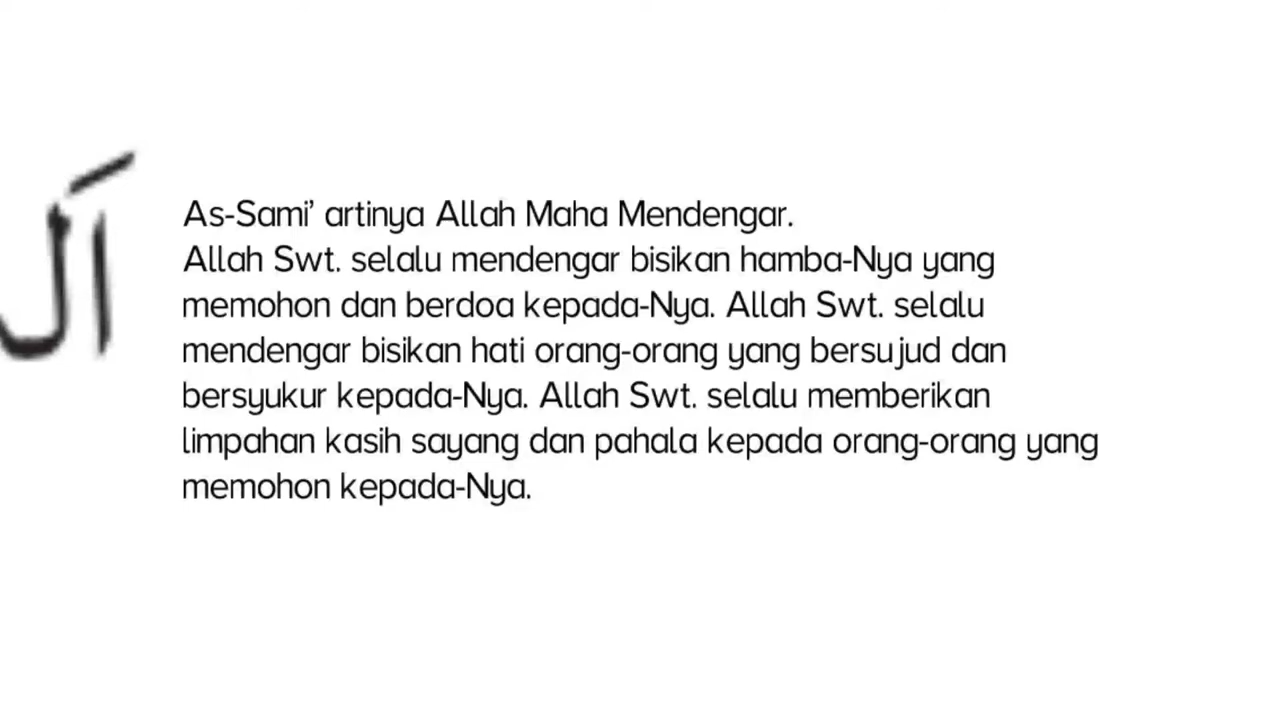 As-Sami' artinya Allah Maha Mendengar.
Allah Swt. selalu mendengar bisikan hamba-Nya yang
memohon dan berdoa kepada-Nya. Allah Swt. selalu
mendengar bisikan hati orang-orang yang bersujud dan
bersyukur kepada-Nya. Allah Swt. selalu memberikan
limpahan kasih sayang dan pahala kepada orang-orang yang
memohon kepada-Nya.